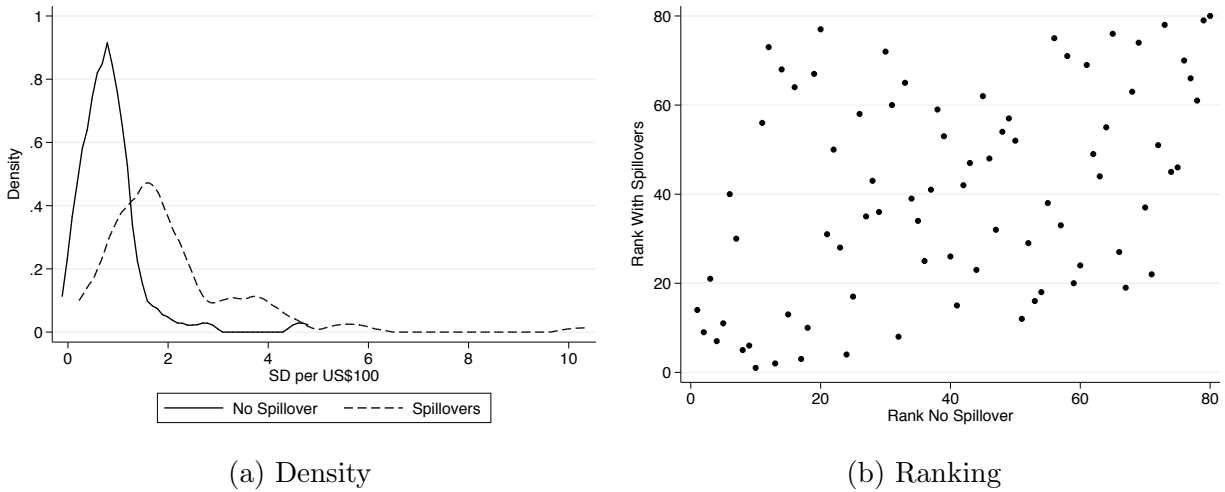 1
.8
.6
.4
.2
0
Density
0 2 4 6 8 10
SD per US$100
No Spillover Spillovers
(a) Density
80
60
40
20
0
Rank With Spillovers
0 20 40 60 80
Rank No Spillover
(b) Ranking